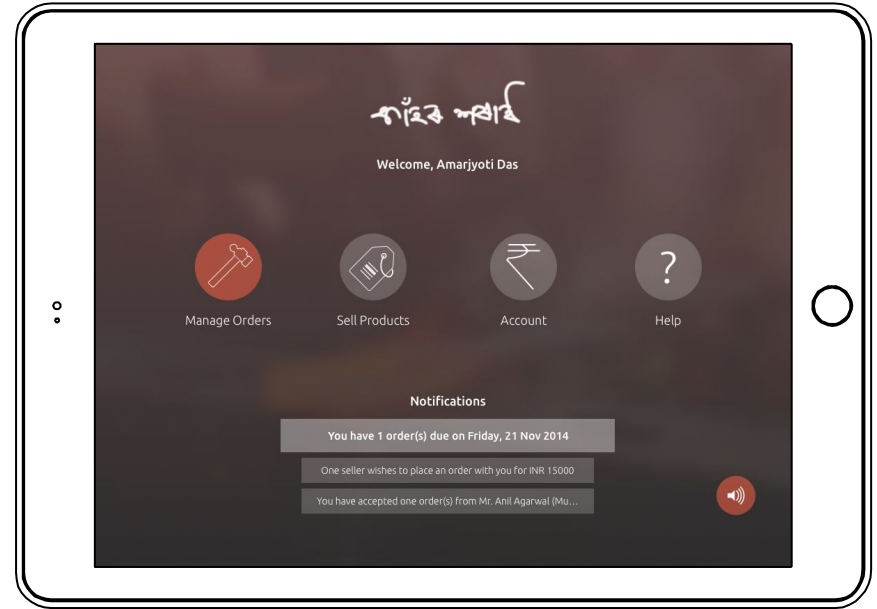 কাঁহৰ শৰাই
Welcome, Amarjyoti Das
Manage Orders Sell Products Account Help
Notifications
You have 1 order(s) due on Friday, 21 Nov 2014
One seller wishes to place an order with you for INR 15000
You have accepted one order(s) from Mr. Anil Agarwal (Mu...